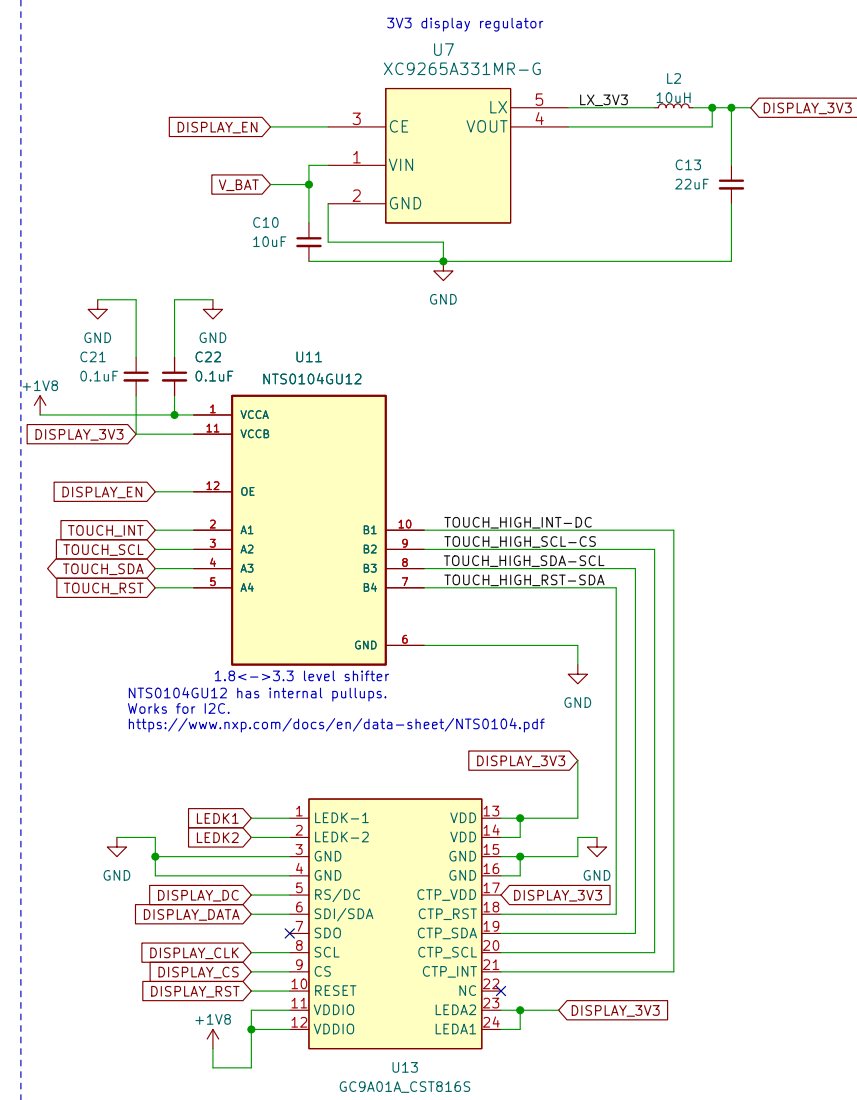 3V3 display regulator
U7
XC9265A331MR-G
L2
10uH
LX_3V3
LX 5
VOUT 4
DISPLAY_3V3
DISPLAY_EN
3 CE
1 VIN
V_BAT
2 GND
C13
22uF
C10
10uF
GND
GND
GND
C21
0.1uF
C22
0.1uF
U11
NTS0104GU12
+1V8
1 VCCA
DISPLAY_3V3
11 VCCB
DISPLAY_EN
12 OE
TOUCH_INT
2 A1
B1 10
TOUCH_HIGH_INT-DC
TOUCH_SCL
3 A2
B2 9
TOUCH_HIGH_SCL-CS
TOUCH_SDA
4 A3
B3 8
TOUCH_HIGH_SDA-SCL
TOUCH_RST
5 A4
B4 7
TOUCH_HIGH_RST-SDA
GND 6
GND
1.8<->3.3 level shifter
NTS0104GU12 has internal pullups.
Works for I2C.
https://www.nxp.com/docs/en/data-sheet/NTS0104.pdf
DISPLAY_3V3
LEDK1
1 LEDK-1
VDD 13
LEDK2
2 LEDK-2
VDD 14
3 GND
GND 15
GND
4 GND
GND 16
GND
DISPLAY_DC
5 RS/DC
CTP_VDD 17
DISPLAY_3V3
DISPLAY_DATA
6 SDI/SDA
CTP_RST 18
7 SDO
CTP_SDA 19
DISPLAY_CLK
8 SCL
CTP_SCL 20
DISPLAY_CS
9 CS
CTP_INT 21
DISPLAY_RST
10 RESET
NC 22
11 VDDIO
LEDA2 23
DISPLAY_3V3
+1V8
12 VDDIO
LEDA1 24
U13
GC9A01A_CST816S